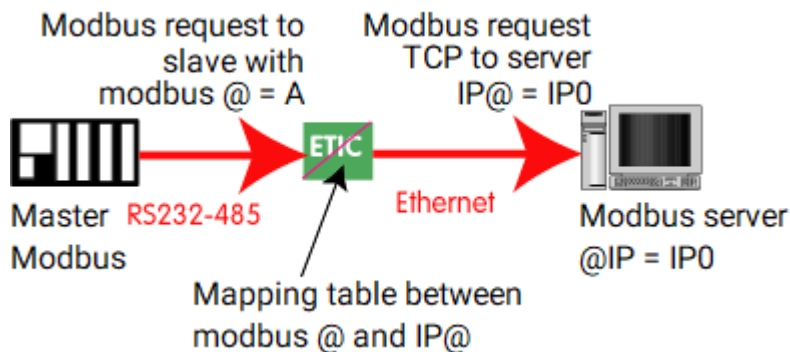 Modbus request to
slave with
modbus @ = A
Modbus request
TCP to server
IP@ = IP0
ETIC
RS232-485
Ethernet
Master
Modbus
Modbus server
@IP = IP0
Mapping table between
modbus @ and IP@